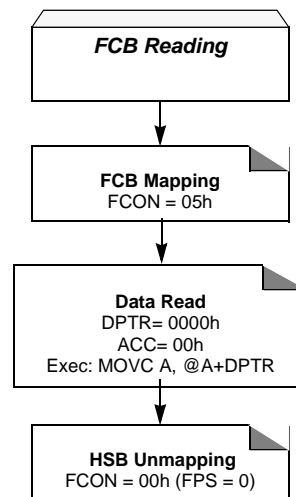 FCB Reading
FCB Mapping
FCON = 05h
Data Read
DPTR= 0000h
ACC= 00h
Exec: MOVC A, @A+DPTR
HSB Unmapping
FCON = 00h (FPS = 0)